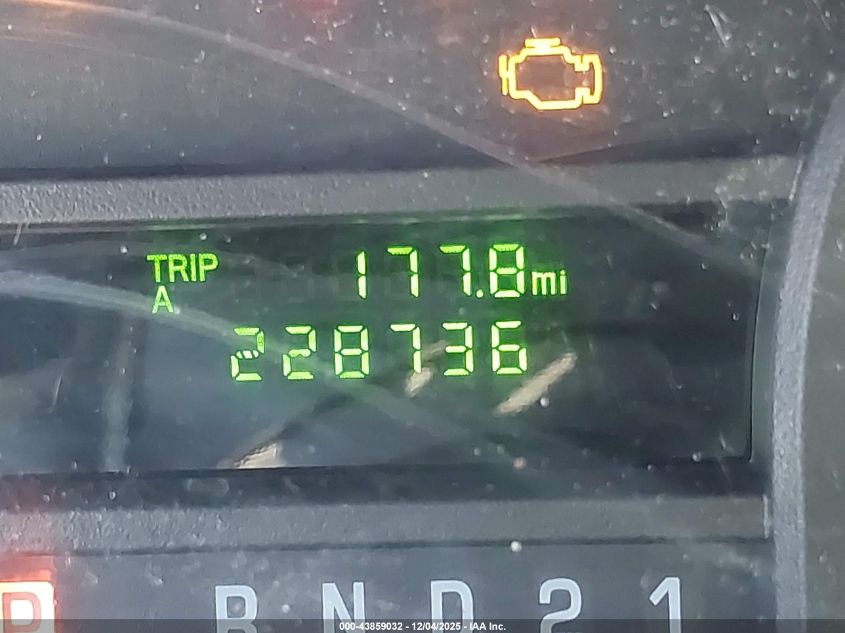 TRIP 177.8 mi
A
228736
P R N D 2 1
000-43859032 - 12/04/2025 - IAA Inc.